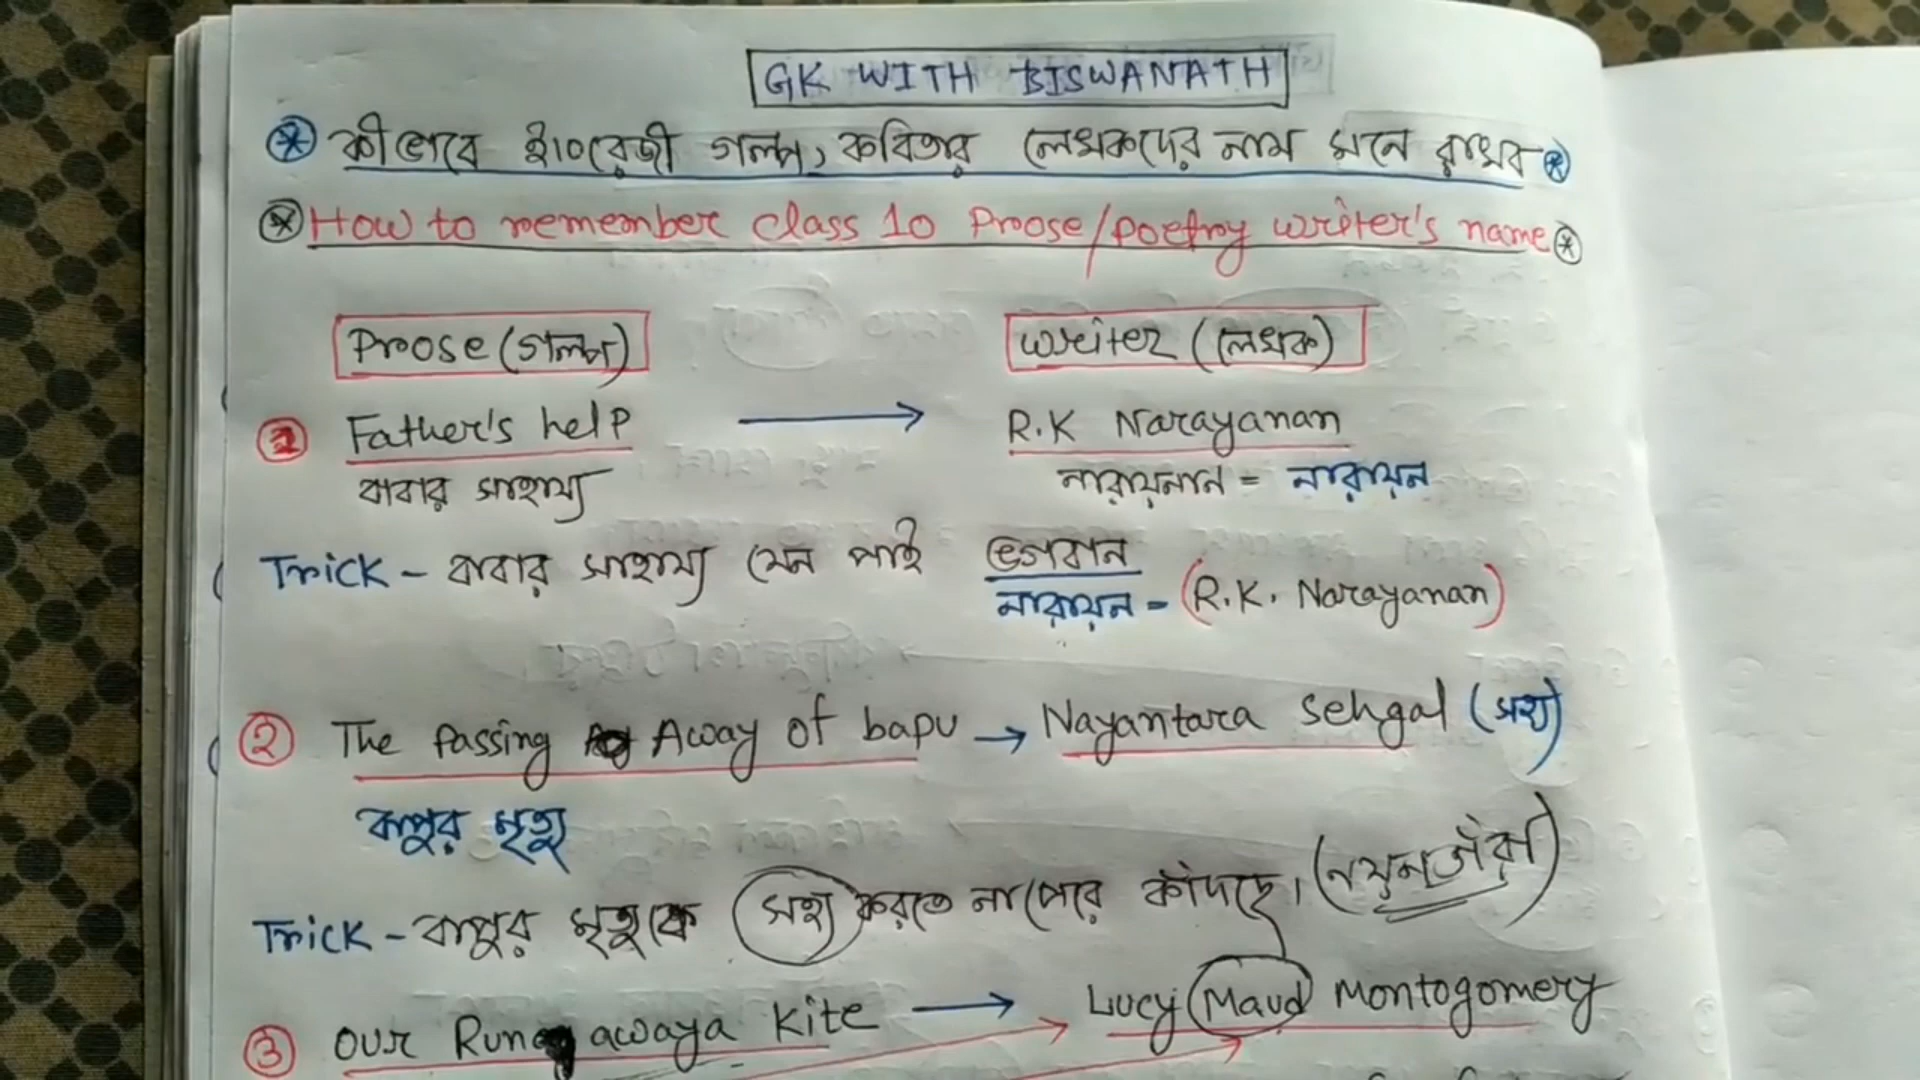 GK WITH BISWANATH
কীভাবে ইংরেজী গল্প, কবিতার লেখকদের নাম মনে রাখব
How to remember class 10 Prose/poetry writer's name
Prose (গল্প) Writer (লেখক)
1 Father's help → R.K Narayanan
বাবার সাহায্য নারায়নান = নারায়ন
Trick - বাবার সাহায্য যেন পাই ভগবান
নারায়ন - (R.K. Narayanan)
2 The Passing Away of bapu → Nayantara Sehgal (সহ্য)
বাপুর মৃত্যু
Trick - বাপুর মৃত্যুকে সহ্য করতে না পেরে কাঁদছে। (নয়নতাঁরা)
3 Our Run awaya Kite → Lucy Maud Montogomery